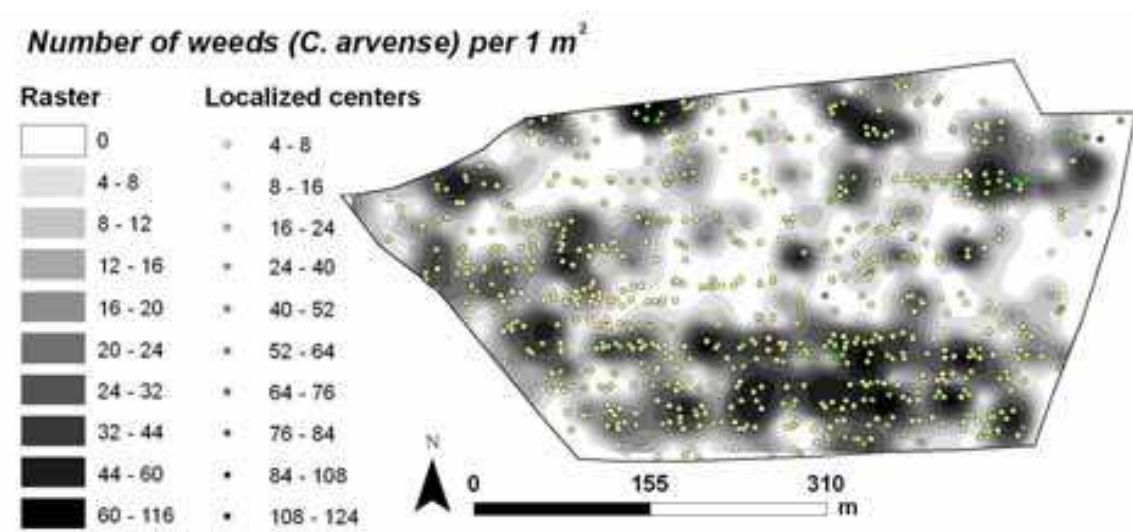 Number of weeds (C. arvense) per 1 m²
Raster
0
4 - 8
8 - 12
12 - 16
16 - 20
20 - 24
24 - 32
32 - 44
44 - 60
60 - 116
Localized centers
4 - 8
8 - 16
16 - 24
24 - 40
40 - 52
52 - 64
64 - 76
76 - 84
84 - 108
108 - 124
N
0 155 310
m